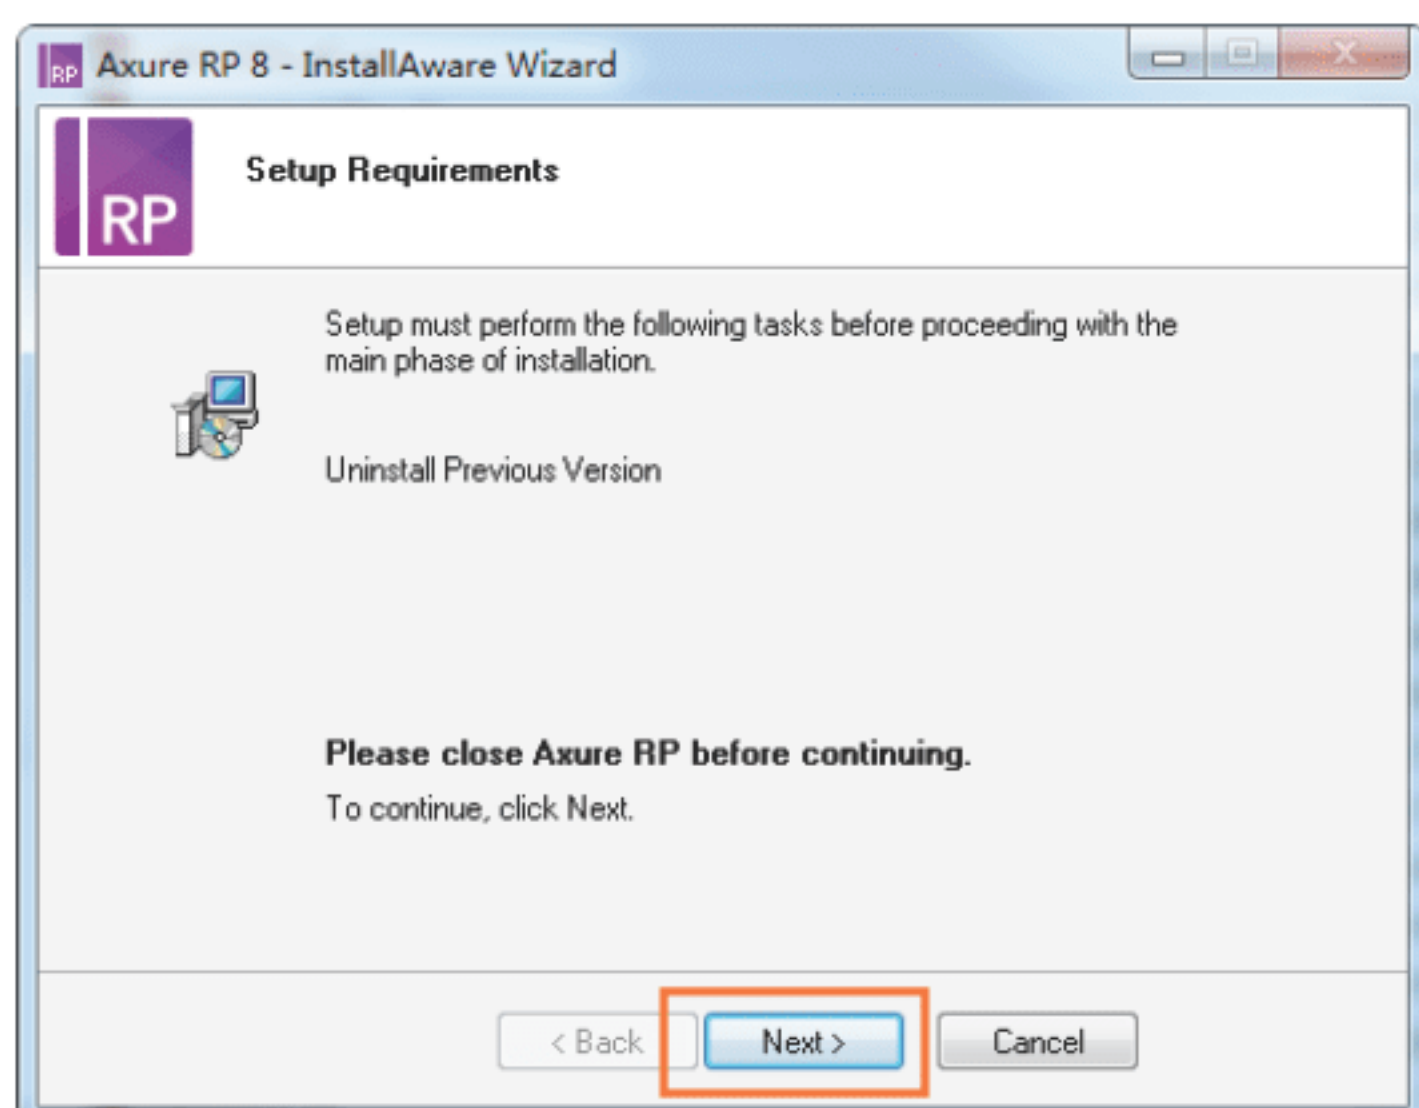 RP Axure RP 8 - InstallAware Wizard
RP
Setup Requirements
Setup must perform the following tasks before proceeding with the
main phase of installation.
Uninstall Previous Version
Please close Axure RP before continuing.
To continue, click Next.
< Back Next > Cancel